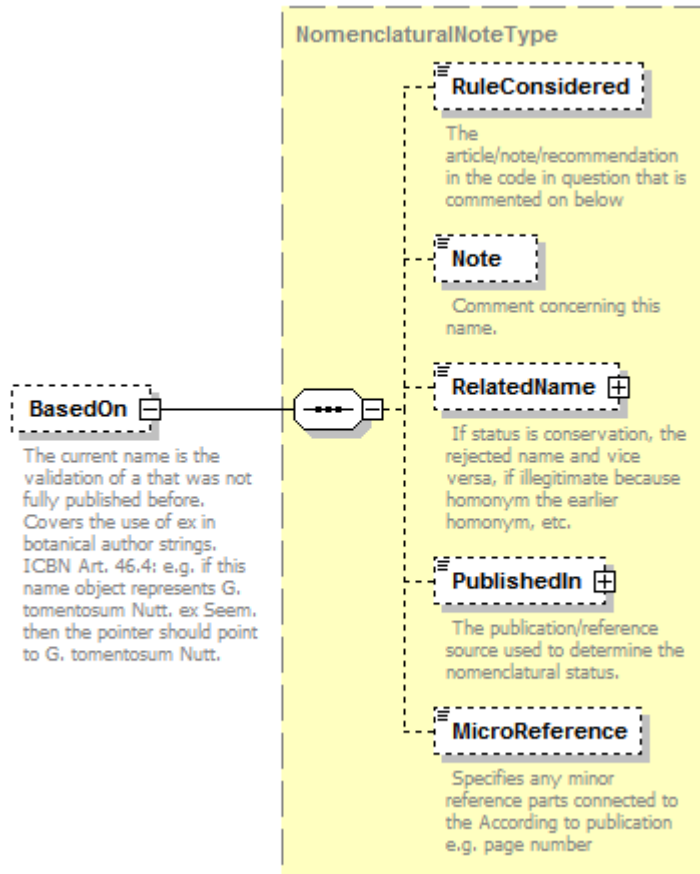 NomenclaturalNoteType
RuleConsidered
The
article/note/recommendation
in the code in question that is
commented on below
Note
Comment concerning this
name.
RelatedName
If status is conservation, the
rejected name and vice
versa, if illegitimate because
homonym the earlier
homonym, etc.
PublishedIn
The publication/reference
source used to determine the
nomenclatural status.
MicroReference
Specifies any minor
reference parts connected to
the According to publication
e.g. page number
BasedOn
The current name is the
validation of a that was not
fully published before.
Covers the use of ex in
botanical author strings.
ICBN Art. 46.4: e.g. if this
name object represents G.
tomentosum Nutt. ex Seem.
then the pointer should point
to G. tomentosum Nutt.